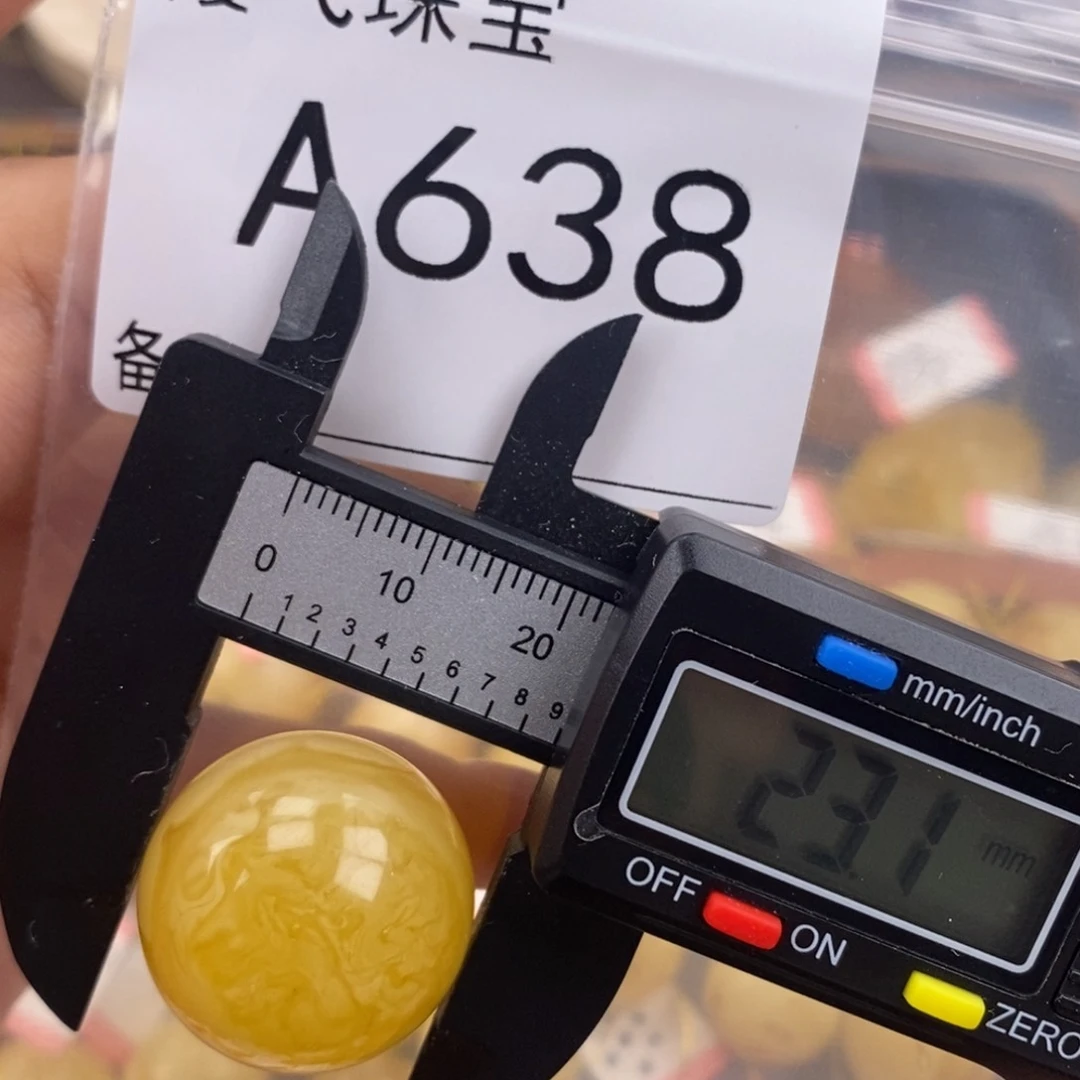 珠宝
A638
备
0 10 20
1 2 3 4 5 6 7 8 9
mm/inch
23.1 mm
OFF ON
ZERO